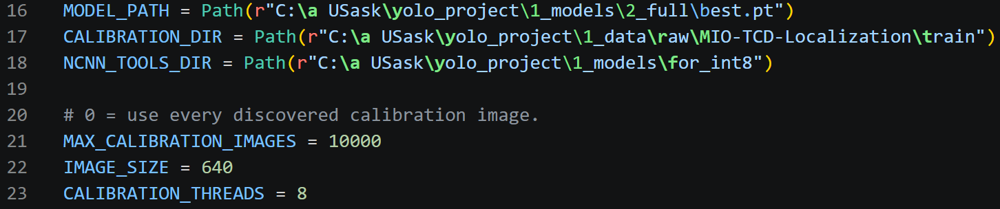 16 MODEL_PATH = Path(r"C:\a USask\yolo_project\1_models\2_full\best.pt")
17 CALIBRATION_DIR = Path(r"C:\a USask\yolo_project\1_data\raw\MIO-TCD-Localization\train")
18 NCNN_TOOLS_DIR = Path(r"C:\a USask\yolo_project\1_models\for_int8")
19
20 # 0 = use every discovered calibration image.
21 MAX_CALIBRATION_IMAGES = 10000
22 IMAGE_SIZE = 640
23 CALIBRATION_THREADS = 8